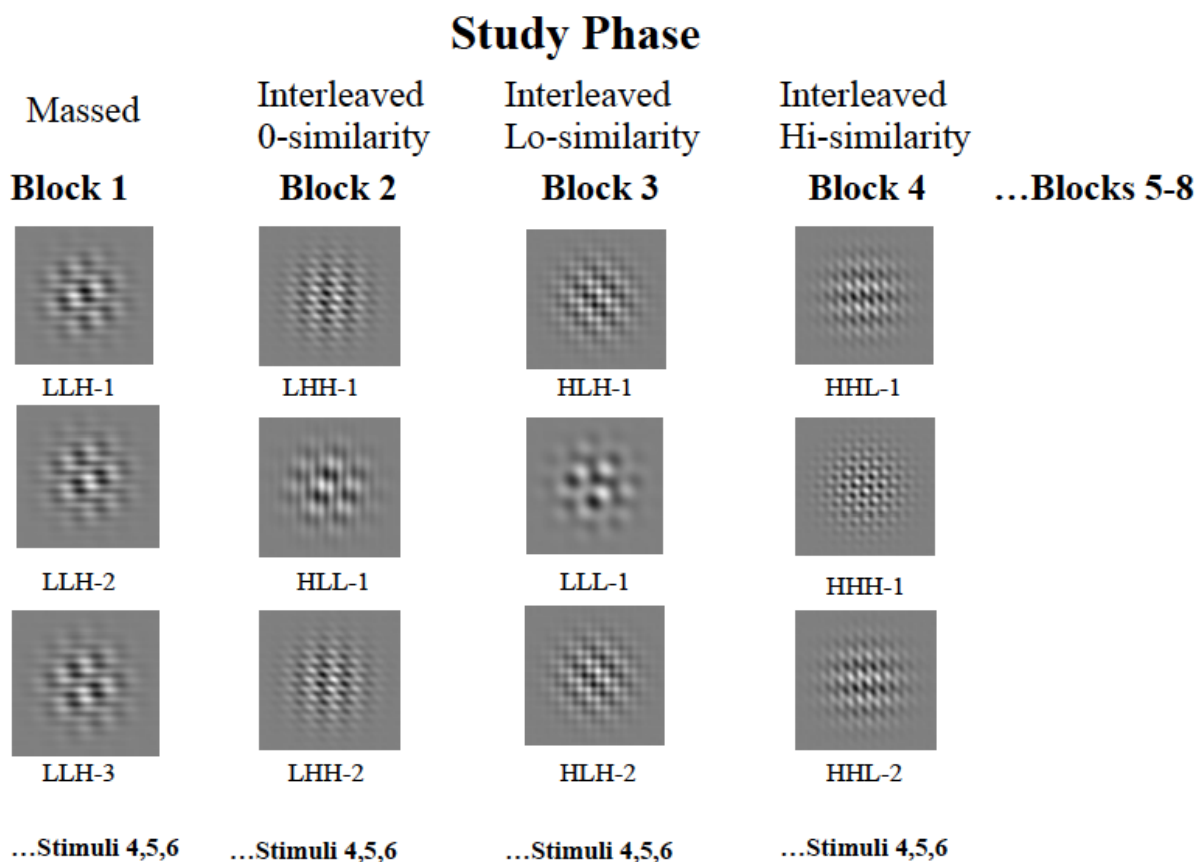 Study Phase
Massed
Interleaved
0-similarity
Interleaved
Lo-similarity
Interleaved
Hi-similarity
Block 1
Block 2
Block 3
Block 4
...Blocks 5-8
LLH-1
LHH-1
HLH-1
HHL-1
LLH-2
HLL-1
LLL-1
HHH-1
LLH-3
LHH-2
HLH-2
HHL-2
...Stimuli 4,5,6
...Stimuli 4,5,6
...Stimuli 4,5,6
...Stimuli 4,5,6